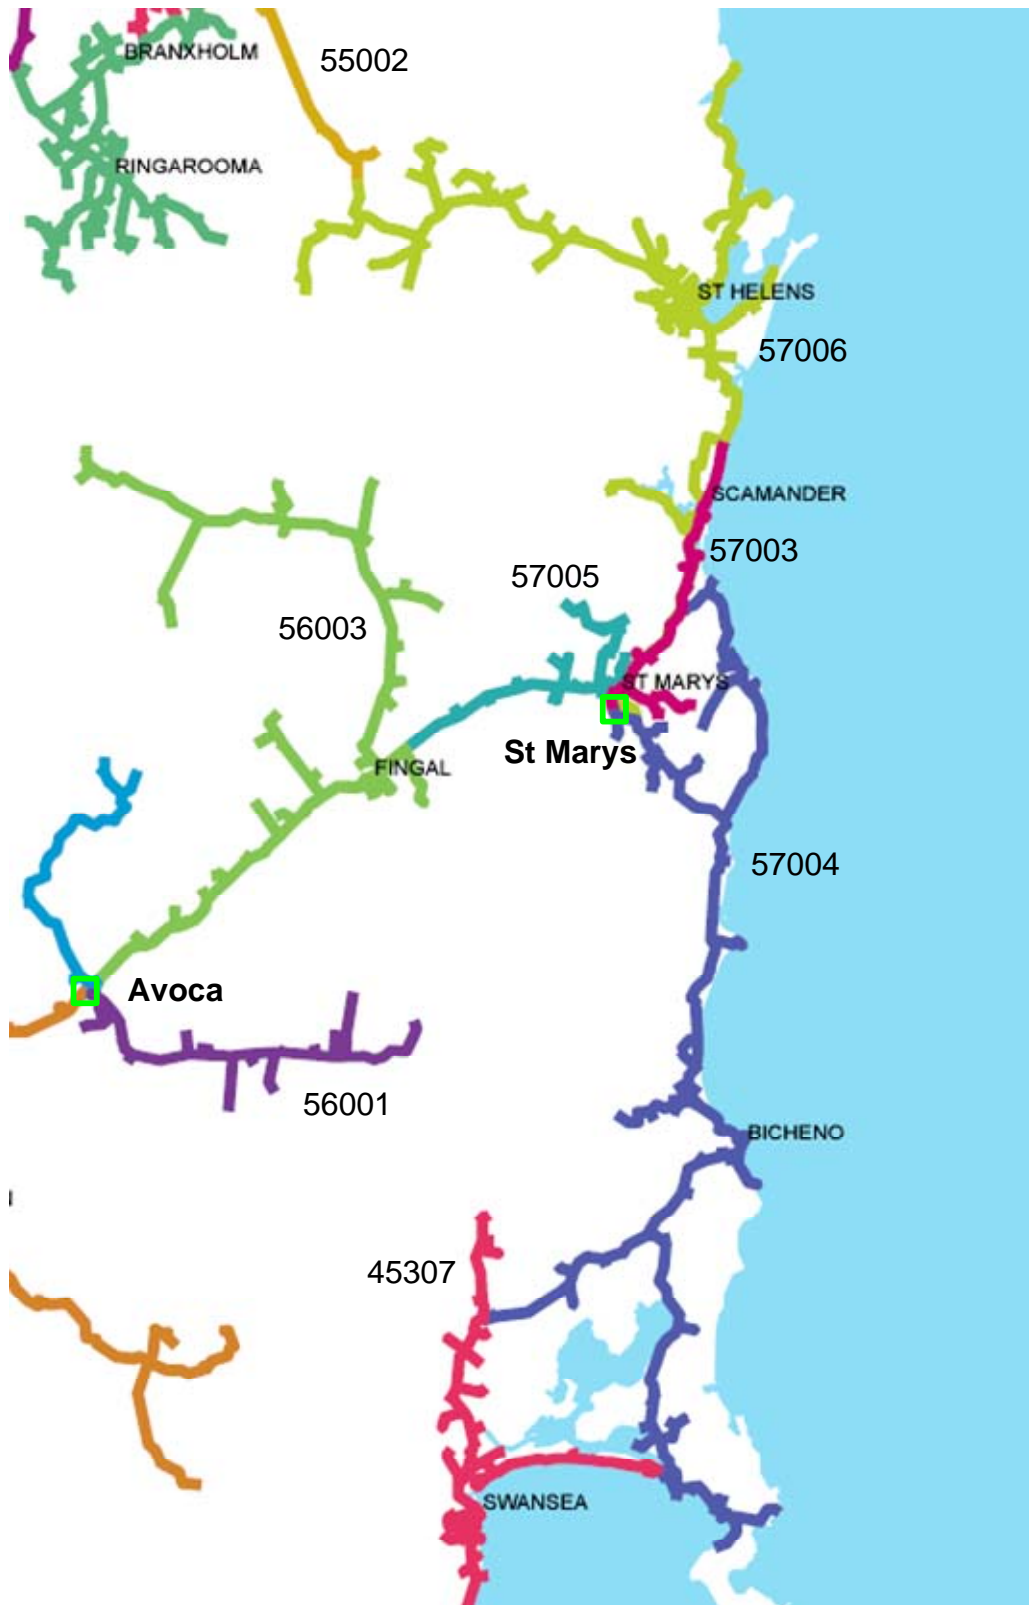 BRANXHOLM
55002
RINGAROOMA
ST HELENS
57006
SCAMANDER
57003
57005
56003
ST MARYS
St Marys
FINGAL
57004
Avoca
56001
BICHENO
45307
SWANSEA